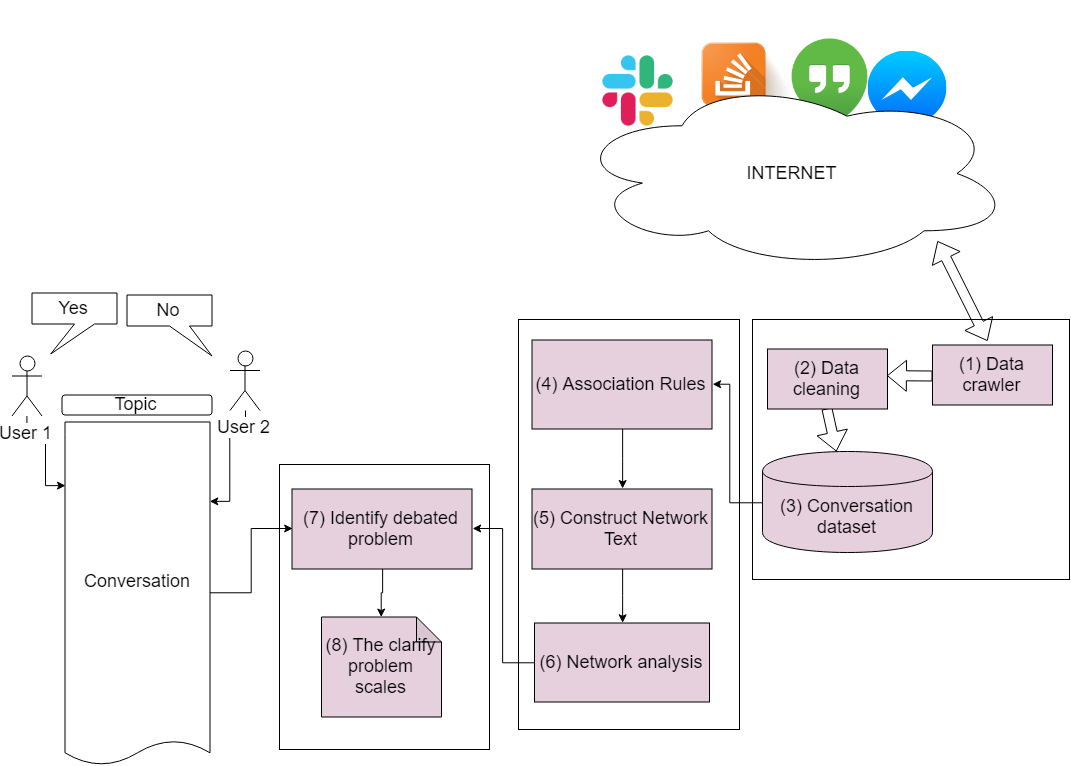 INTERNET
Yes
No
User 1
User 2
Topic
Conversation
(1) Data
crawler
(2) Data
cleaning
(3) Conversation
dataset
(4) Association Rules
(5) Construct Network
Text
(6) Network analysis
(7) Identify debated
problem
(8) The clarify
problem
scales